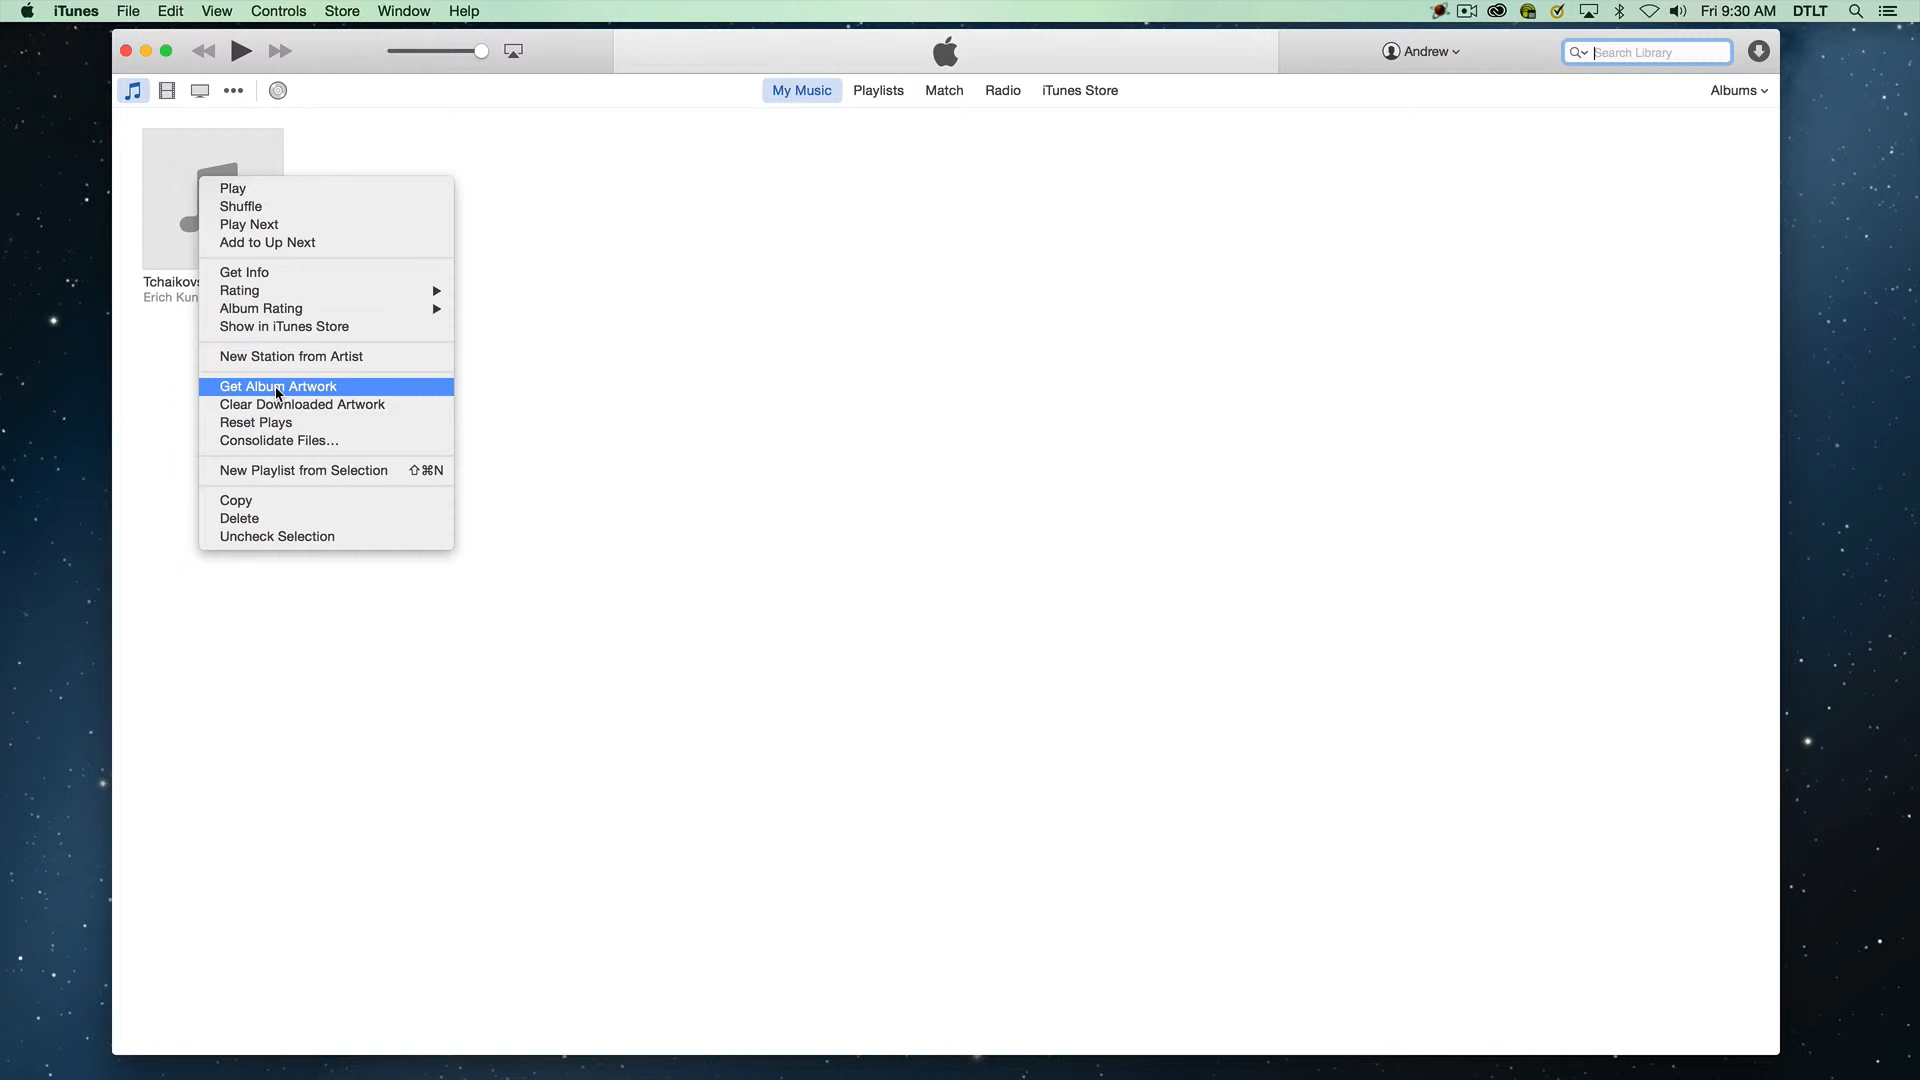 iTunes File Edit View Controls Store Window Help Fri 9:30 AM DTLT
Andrew Search Library
My Music Playlists Match Radio iTunes Store Albums
Play
Shuffle
Play Next
Add to Up Next
Get Info
Tchaikovs
Rating
Erich Kun
Album Rating
Show in iTunes Store
New Station from Artist
Get Album Artwork
Clear Downloaded Artwork
Reset Plays
Consolidate Files...
New Playlist from Selection ⇧⌘N
Copy
Delete
Uncheck Selection